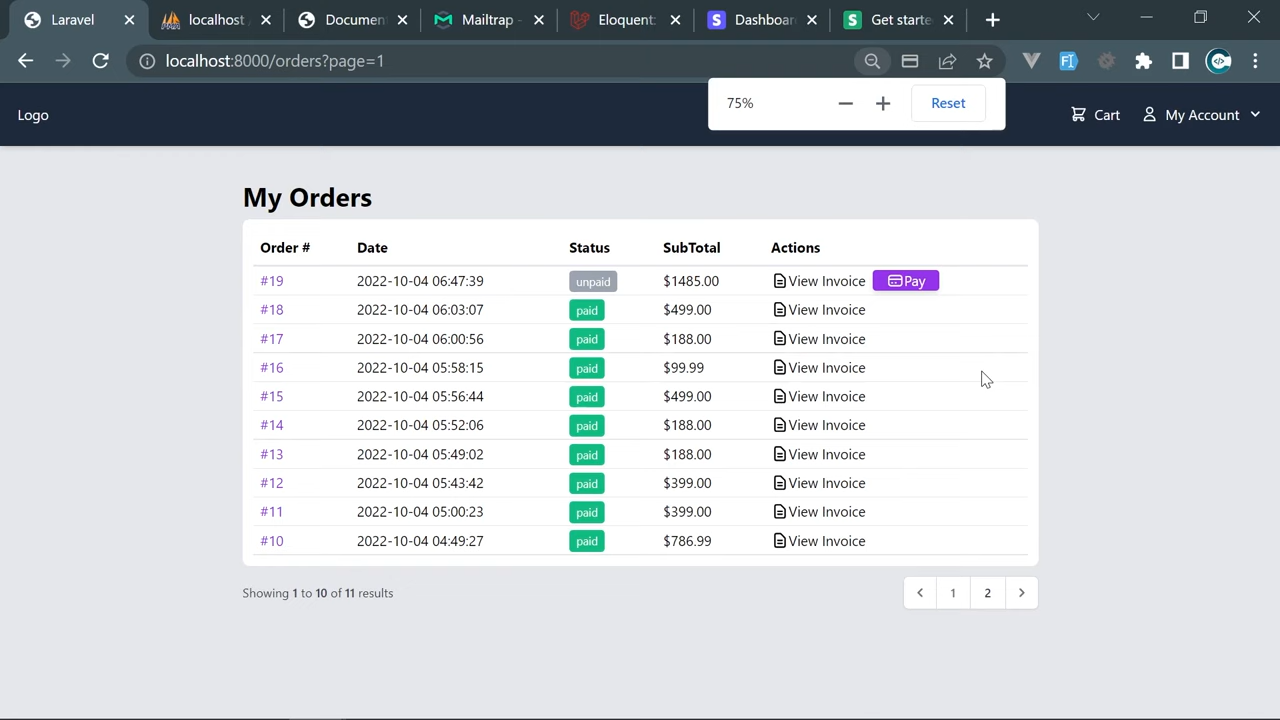 Laravel
localhost
Documen
Mailtrap -
Eloquent:
Dashboar
Get starte
localhost:8000/orders?page=1
75%
Reset
Logo
Cart
My Account
My Orders
Order # Date Status SubTotal Actions
#19 2022-10-04 06:47:39 unpaid $1485.00 View Invoice Pay
#18 2022-10-04 06:03:07 paid $499.00 View Invoice
#17 2022-10-04 06:00:56 paid $188.00 View Invoice
#16 2022-10-04 05:58:15 paid $99.99 View Invoice
#15 2022-10-04 05:56:44 paid $499.00 View Invoice
#14 2022-10-04 05:52:06 paid $188.00 View Invoice
#13 2022-10-04 05:49:02 paid $188.00 View Invoice
#12 2022-10-04 05:43:42 paid $399.00 View Invoice
#11 2022-10-04 05:00:23 paid $399.00 View Invoice
#10 2022-10-04 04:49:27 paid $786.99 View Invoice
Showing 1 to 10 of 11 results
1 2